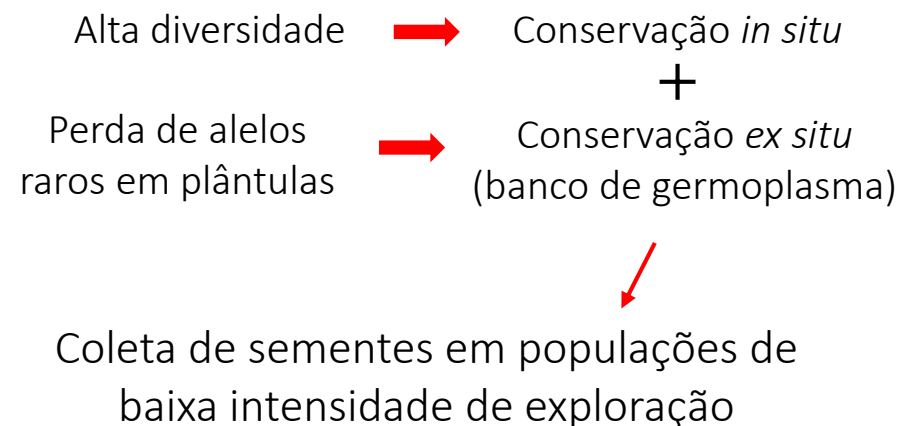 Alta diversidade
Conservação in situ
+
Perda de alelos
raros em plântulas
Conservação ex situ
(banco de germoplasma)
Coleta de sementes em populações de
baixa intensidade de exploração